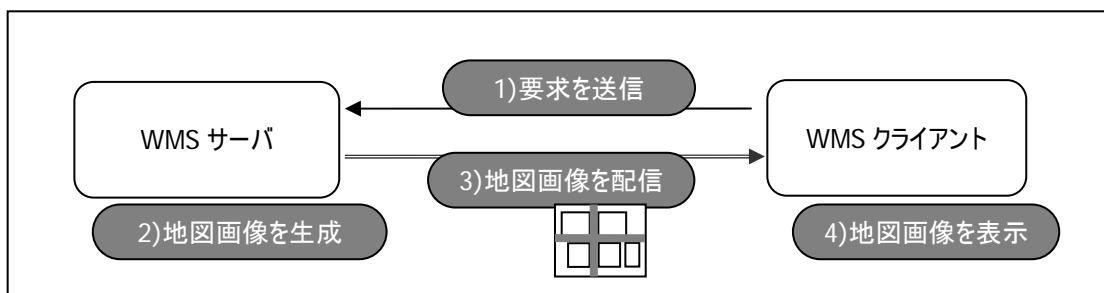 1)要求を送信
WMS サーバ
WMS クライアント
3)地図画像を配信
2)地図画像を生成
4)地図画像を表示